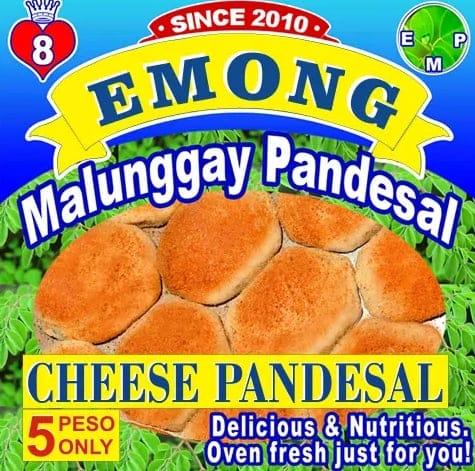 · SINCE 2010 ·
8
E P
M
EMONG
Malunggay Pandesal
CHEESE PANDESAL
5 PESO
ONLY
Delicious & Nutritious.
Oven fresh just for you!